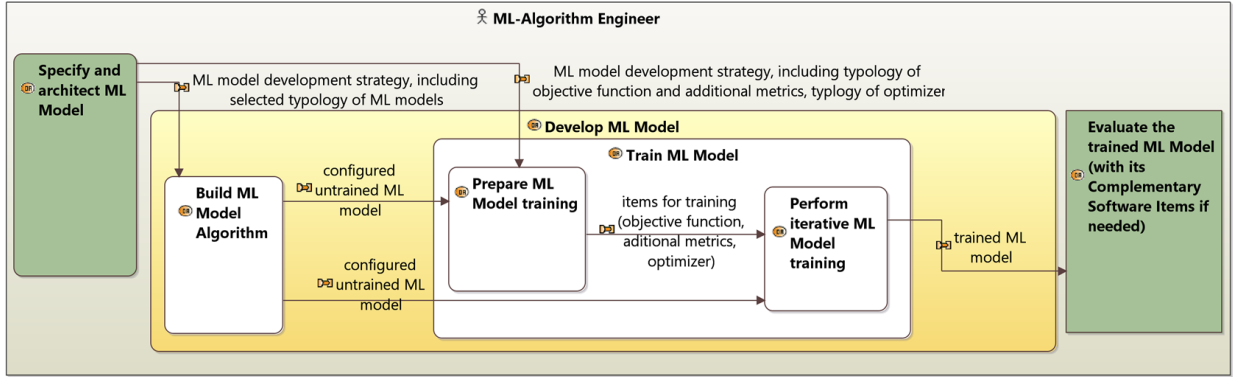 ML-Algorithm Engineer
Specify and
architect ML
Model
ML model development strategy, including
selected typology of ML models
ML model development strategy, including typology of
objective function and additional metrics, typlogy of optimizer
Develop ML Model
Train ML Model
Build ML
Model
Algorithm
configured
untrained ML
model
Prepare ML
Model training
items for training
(objective function,
aditional metrics,
optimizer)
configured
untrained ML
model
Perform
iterative ML
Model
training
trained ML
model
Evaluate the
trained ML Model
(with its
Complementary
Software Items if
needed)